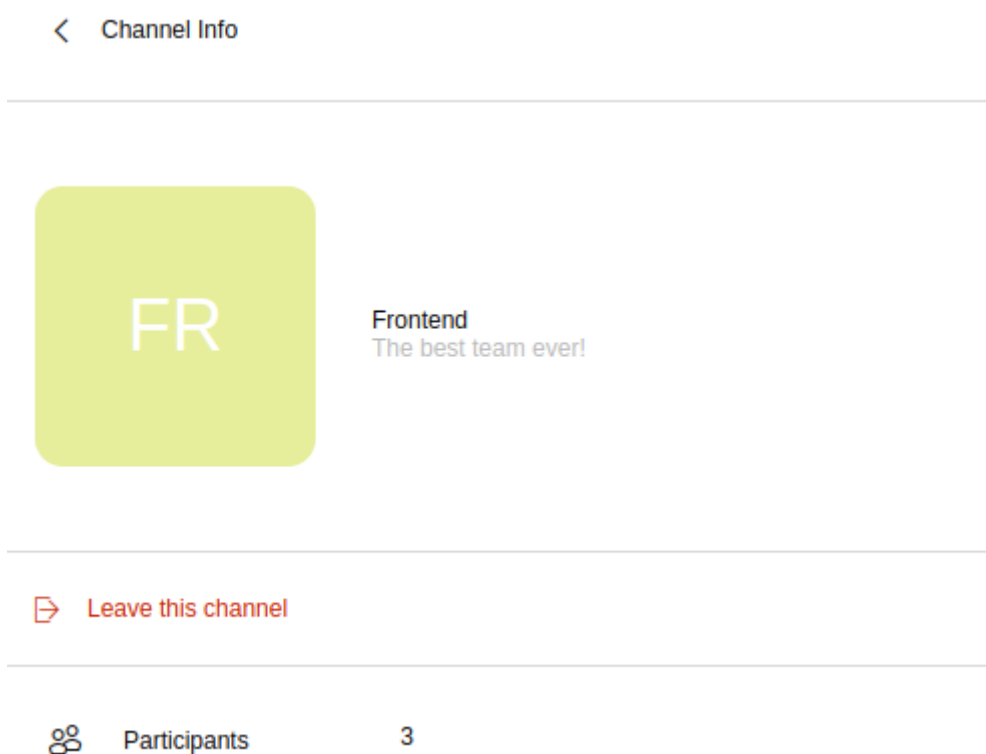 Channel Info
FR
Frontend
The best team ever!
Leave this channel
Participants 3